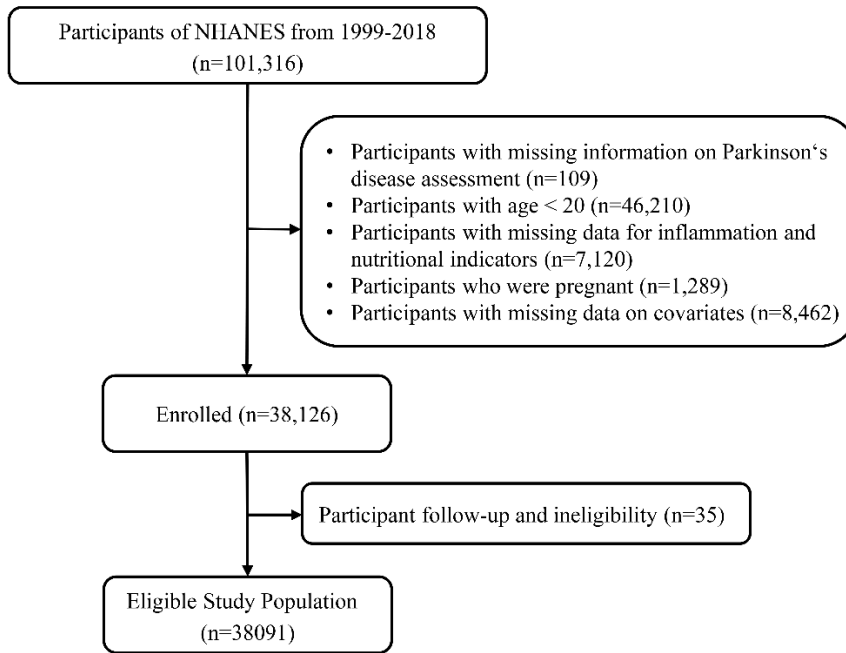 Participants of NHANES from 1999-2018
(n=101,316)
• Participants with missing information on Parkinson‘s
disease assessment (n=109)
• Participants with age < 20 (n=46,210)
• Participants with missing data for inflammation and
nutritional indicators (n=7,120)
• Participants who were pregnant (n=1,289)
• Participants with missing data on covariates (n=8,462)
Enrolled (n=38,126)
Participant follow-up and ineligibility (n=35)
Eligible Study Population
(n=38091)